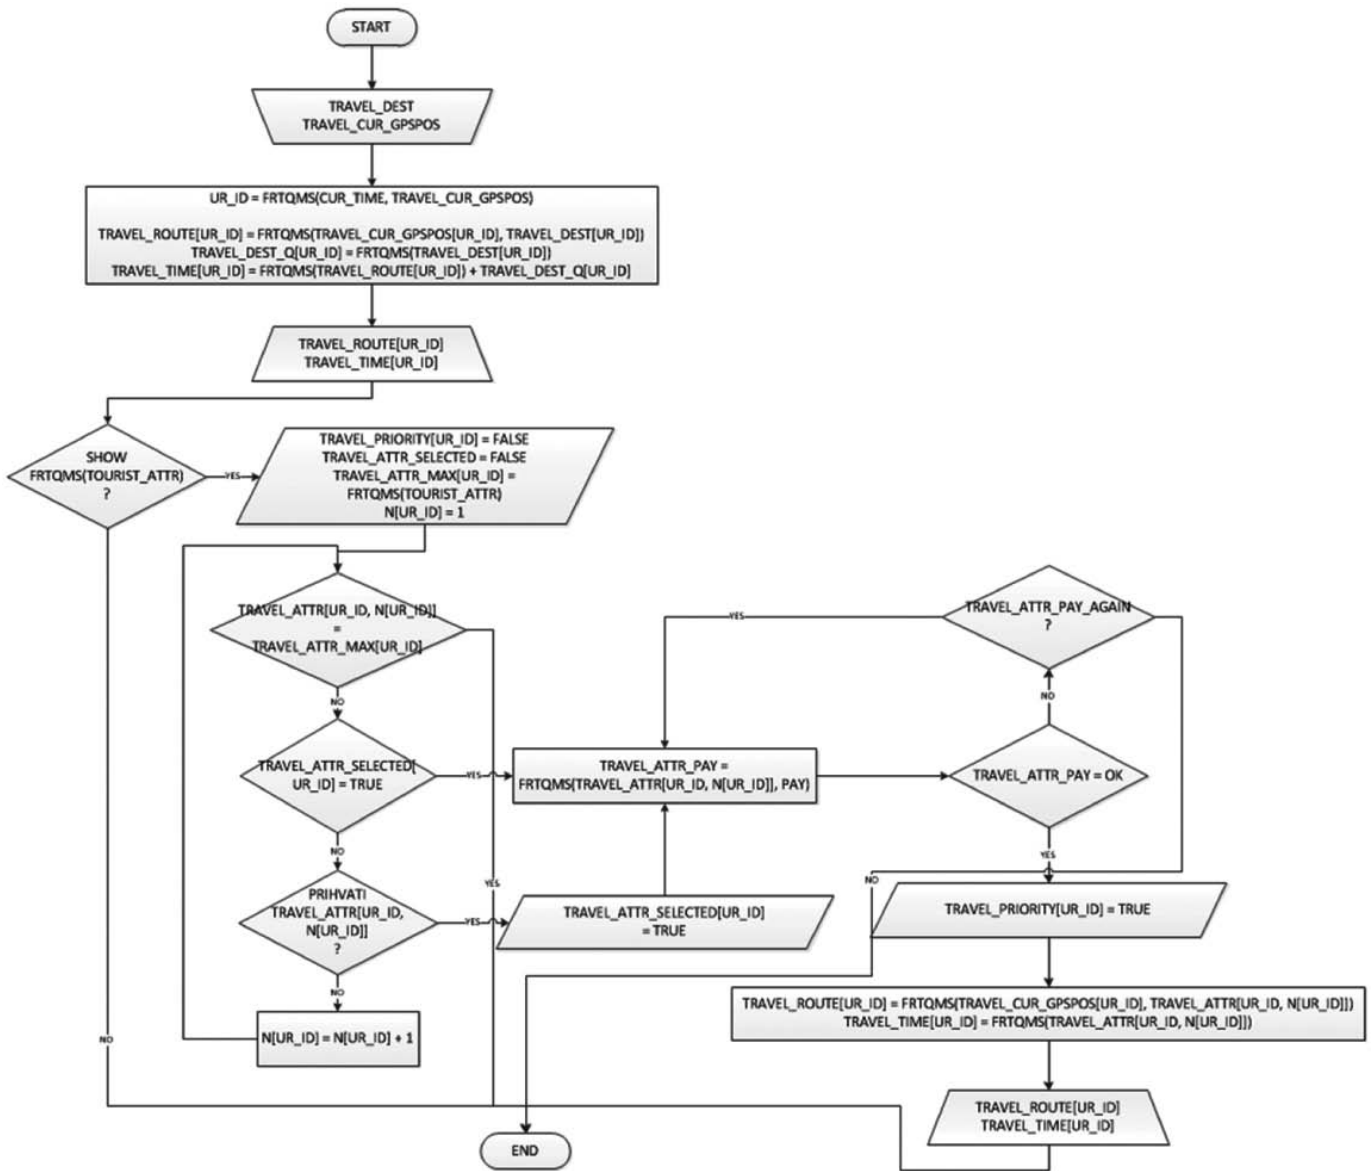 START
TRAVEL_DEST
TRAVEL_CUR_GPSPOS
UR_ID = FRTQMS(CUR_TIME, TRAVEL_CUR_GPSPOS)
TRAVEL_ROUTE[UR_ID] = FRTQMS(TRAVEL_CUR_GPSPOS[UR_ID], TRAVEL_DEST[UR_ID])
TRAVEL_DEST_Q[UR_ID] = FRTQMS(TRAVEL_DEST[UR_ID])
TRAVEL_TIME[UR_ID] = FRTQMS(TRAVEL_ROUTE[UR_ID]) + TRAVEL_DEST_Q[UR_ID]
TRAVEL_ROUTE[UR_ID]
TRAVEL_TIME[UR_ID]
SHOW
FRTQMS(TOURIST_ATTR)
?
YES
TRAVEL_PRIORITY[UR_ID] = FALSE
TRAVEL_ATTR_SELECTED = FALSE
TRAVEL_ATTR_MAX[UR_ID] =
FRTQMS(TOURIST_ATTR)
N[UR_ID] = 1
TRAVEL_ATTR[UR_ID, N[UR_ID]]
=
TRAVEL_ATTR_MAX[UR_ID]
NO
TRAVEL_ATTR_SELECTED[
UR_ID] = TRUE
YES
NO
PRIHVATI
TRAVEL_ATTR[UR_ID,
N[UR_ID]]
?
YES
NO
N[UR_ID] = N[UR_ID] + 1
NO
YES
TRAVEL_ATTR_PAY =
FRTQMS(TRAVEL_ATTR[UR_ID, N[UR_ID]], PAY)
TRAVEL_ATTR_SELECTED[UR_ID]
= TRUE
YES
TRAVEL_ATTR_PAY_AGAIN
?
NO
TRAVEL_ATTR_PAY = OK
YES
NO
TRAVEL_PRIORITY[UR_ID] = TRUE
TRAVEL_ROUTE[UR_ID] = FRTQMS(TRAVEL_CUR_GPSPOS[UR_ID], TRAVEL_ATTR[UR_ID, N[UR_ID]])
TRAVEL_TIME[UR_ID] = FRTQMS(TRAVEL_ATTR[UR_ID, N[UR_ID]])
TRAVEL_ROUTE[UR_ID]
TRAVEL_TIME[UR_ID]
END